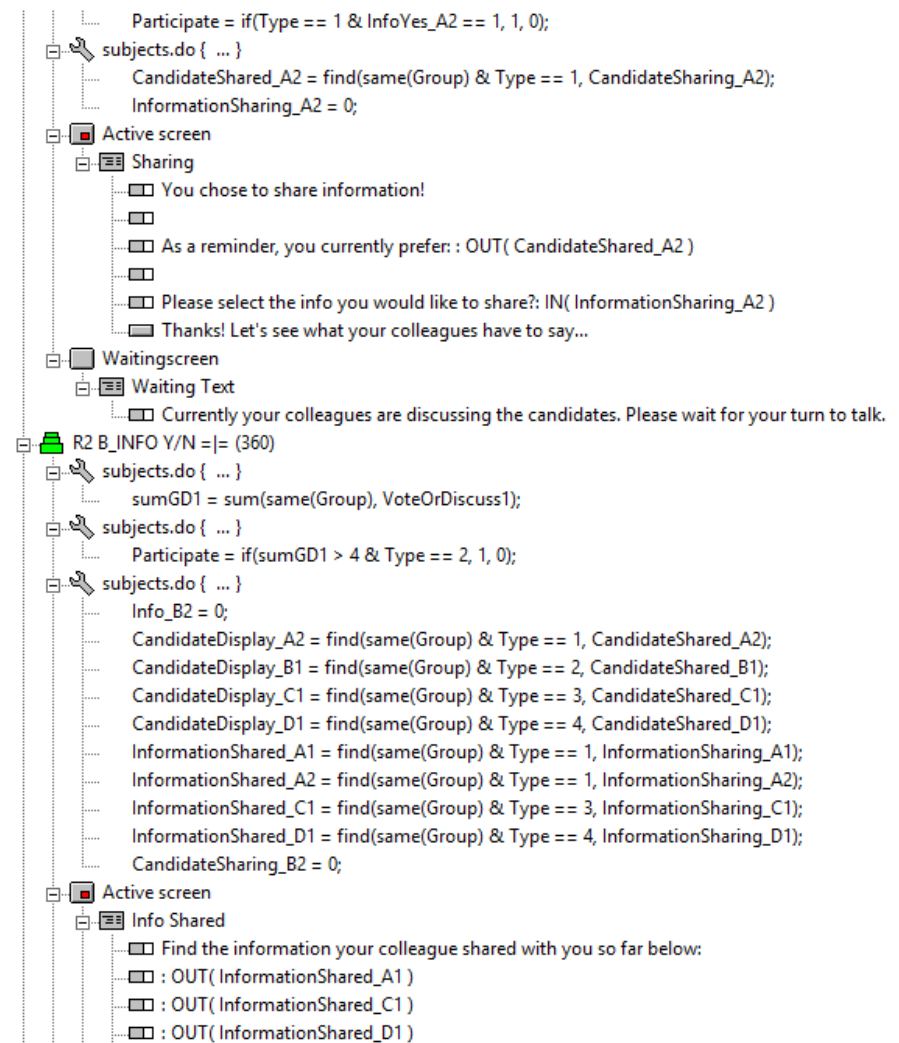 Participate = if(Type == 1 & InfoYes_A2 == 1, 1, 0);
subjects.do { ... }
CandidateShared_A2 = find(same(Group) & Type == 1, CandidateSharing_A2);
InformationSharing_A2 = 0;
Active screen
Sharing
You chose to share information!
As a reminder, you currently prefer: : OUT( CandidateShared_A2 )
Please select the info you would like to share?: IN( InformationSharing_A2 )
Thanks! Let's see what your colleagues have to say...
Waitingscreen
Waiting Text
Currently your colleagues are discussing the candidates. Please wait for your turn to talk.
R2 B_INFO Y/N =|= (360)
subjects.do { ... }
sumGD1 = sum(same(Group), VoteOrDiscuss1);
subjects.do { ... }
Participate = if(sumGD1 > 4 & Type == 2, 1, 0);
subjects.do { ... }
Info_B2 = 0;
CandidateDisplay_A2 = find(same(Group) & Type == 1, CandidateShared_A2);
CandidateDisplay_B1 = find(same(Group) & Type == 2, CandidateShared_B1);
CandidateDisplay_C1 = find(same(Group) & Type == 3, CandidateShared_C1);
CandidateDisplay_D1 = find(same(Group) & Type == 4, CandidateShared_D1);
InformationShared_A1 = find(same(Group) & Type == 1, InformationSharing_A1);
InformationShared_A2 = find(same(Group) & Type == 1, InformationSharing_A2);
InformationShared_C1 = find(same(Group) & Type == 3, InformationSharing_C1);
InformationShared_D1 = find(same(Group) & Type == 4, InformationSharing_D1);
CandidateSharing_B2 = 0;
Active screen
Info Shared
Find the information your colleague shared with you so far below:
: OUT( InformationShared_A1 )
: OUT( InformationShared_C1 )
: OUT( InformationShared_D1 )